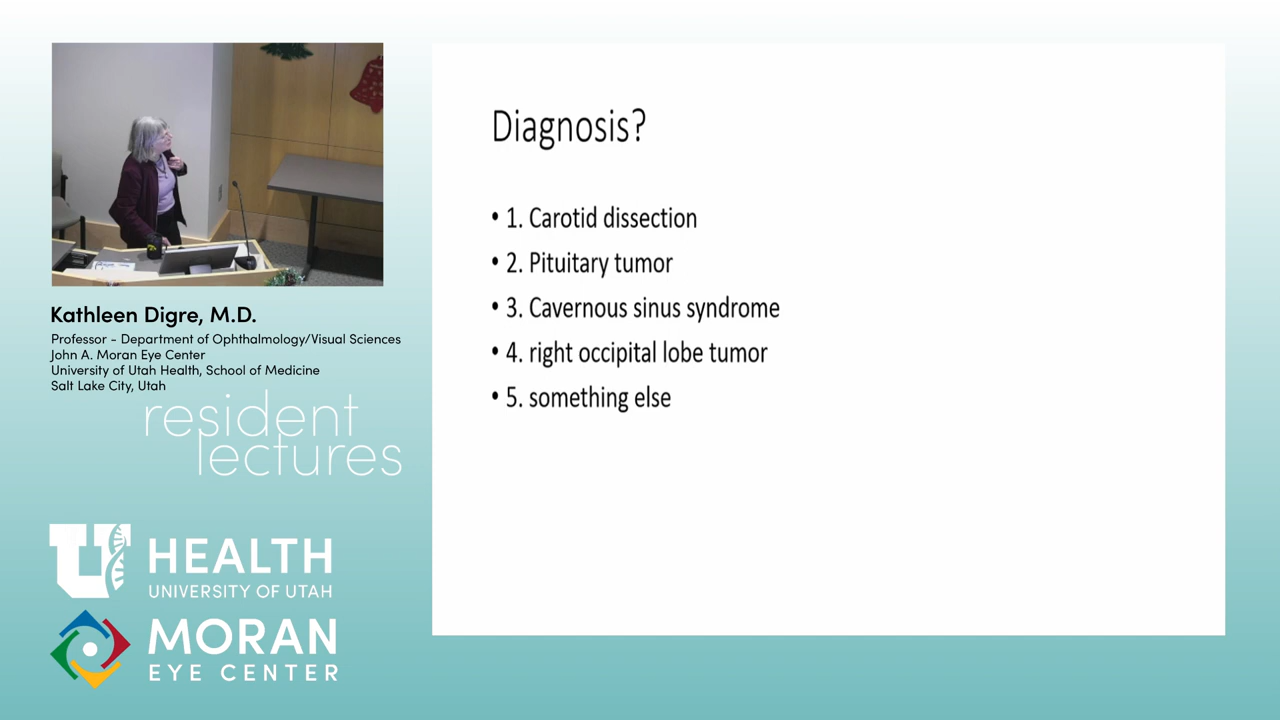 Kathleen Digre, M.D.
Professor - Department of Ophthalmology/Visual Sciences
John A. Moran Eye Center
University of Utah Health, School of Medicine
Salt Lake City, Utah
resident
lectures
U
HEALTH
UNIVERSITY OF UTAH
MORAN
EYE CENTER
Diagnosis?
• 1. Carotid dissection
• 2. Pituitary tumor
• 3. Cavernous sinus syndrome
• 4. right occipital lobe tumor
• 5. something else